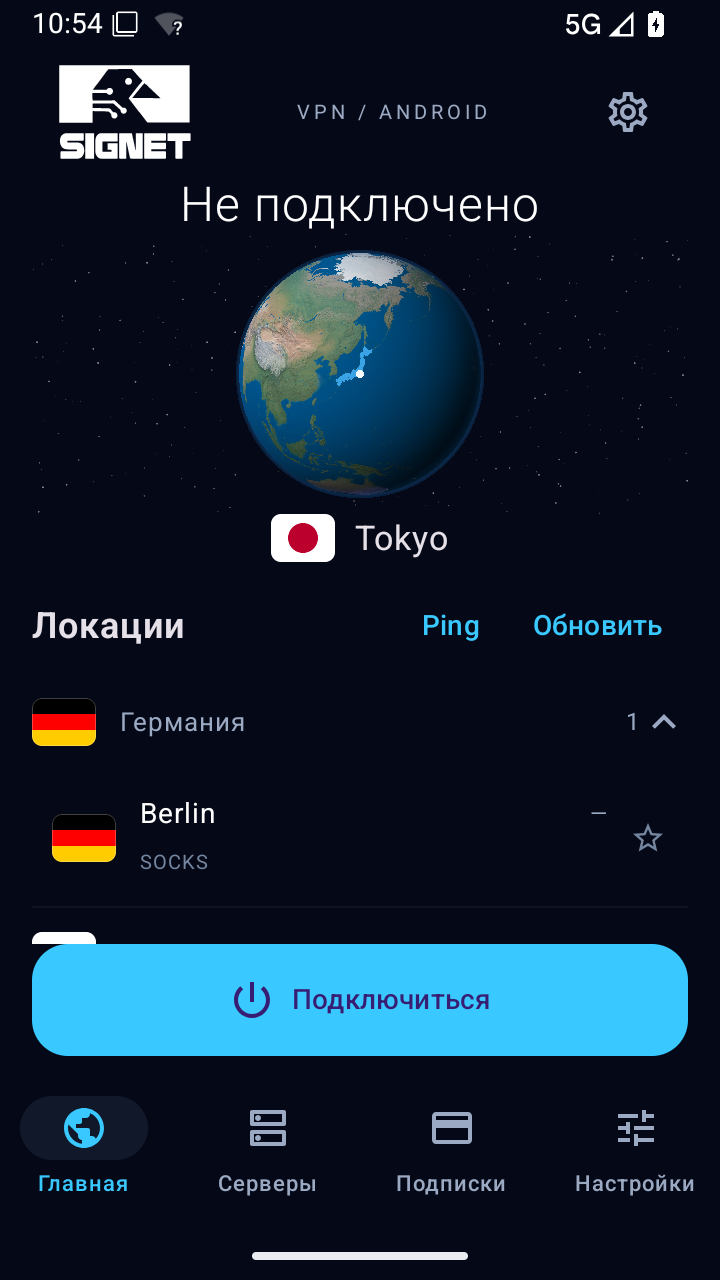 10:54
5G
SIGNET
VPN / ANDROID
Не подключено
Tokyo
Локации
Ping
Обновить
Германия
1
Berlin
–
SOCKS
Подключиться
Главная
Серверы
Подписки
Настройки